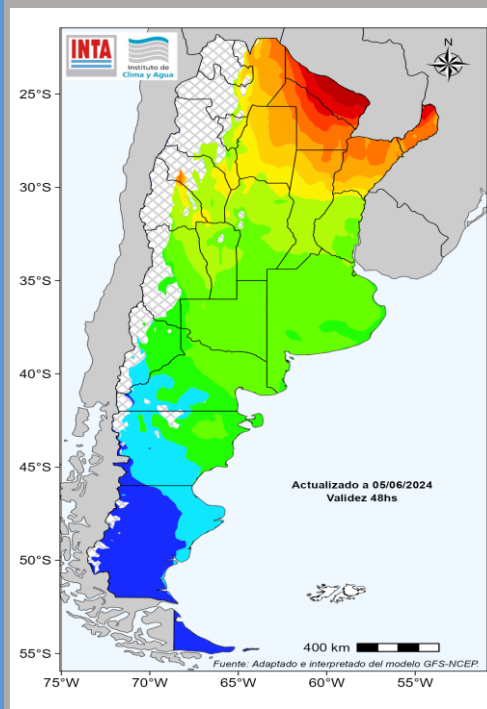 INTA
Instituto de
Clima y Agua
N
25°S
30°S
35°S
40°S
45°S
50°S
55°S
Actualizado a 05/06/2024
Validez 48hs
400 km
Fuente: Adaptado e interpretado del modelo GFS-NCEP.
75°W
70°W
65°W
60°W
55°W